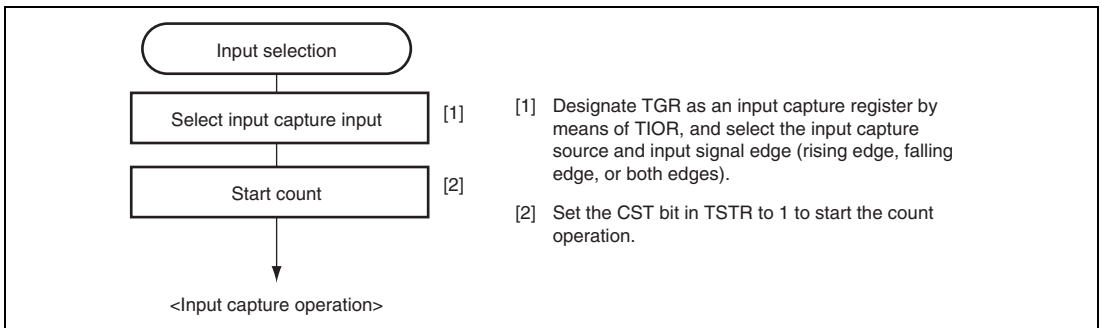 Input selection
Select input capture input
[1]
Start count
[2]
<Input capture operation>
[1] Designate TGR as an input capture register by
means of TIOR, and select the input capture
source and input signal edge (rising edge, falling
edge, or both edges).
[2] Set the CST bit in TSTR to 1 to start the count
operation.